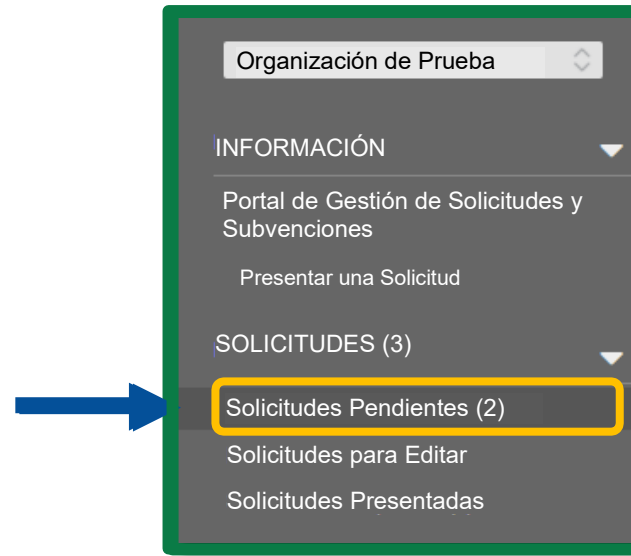 Organización de Prueba
INFORMACIÓN
Portal de Gestión de Solicitudes y
Subvenciones
Presentar una Solicitud
SOLICITUDES (3)
Solicitudes Pendientes (2)
Solicitudes para Editar
Solicitudes Presentadas